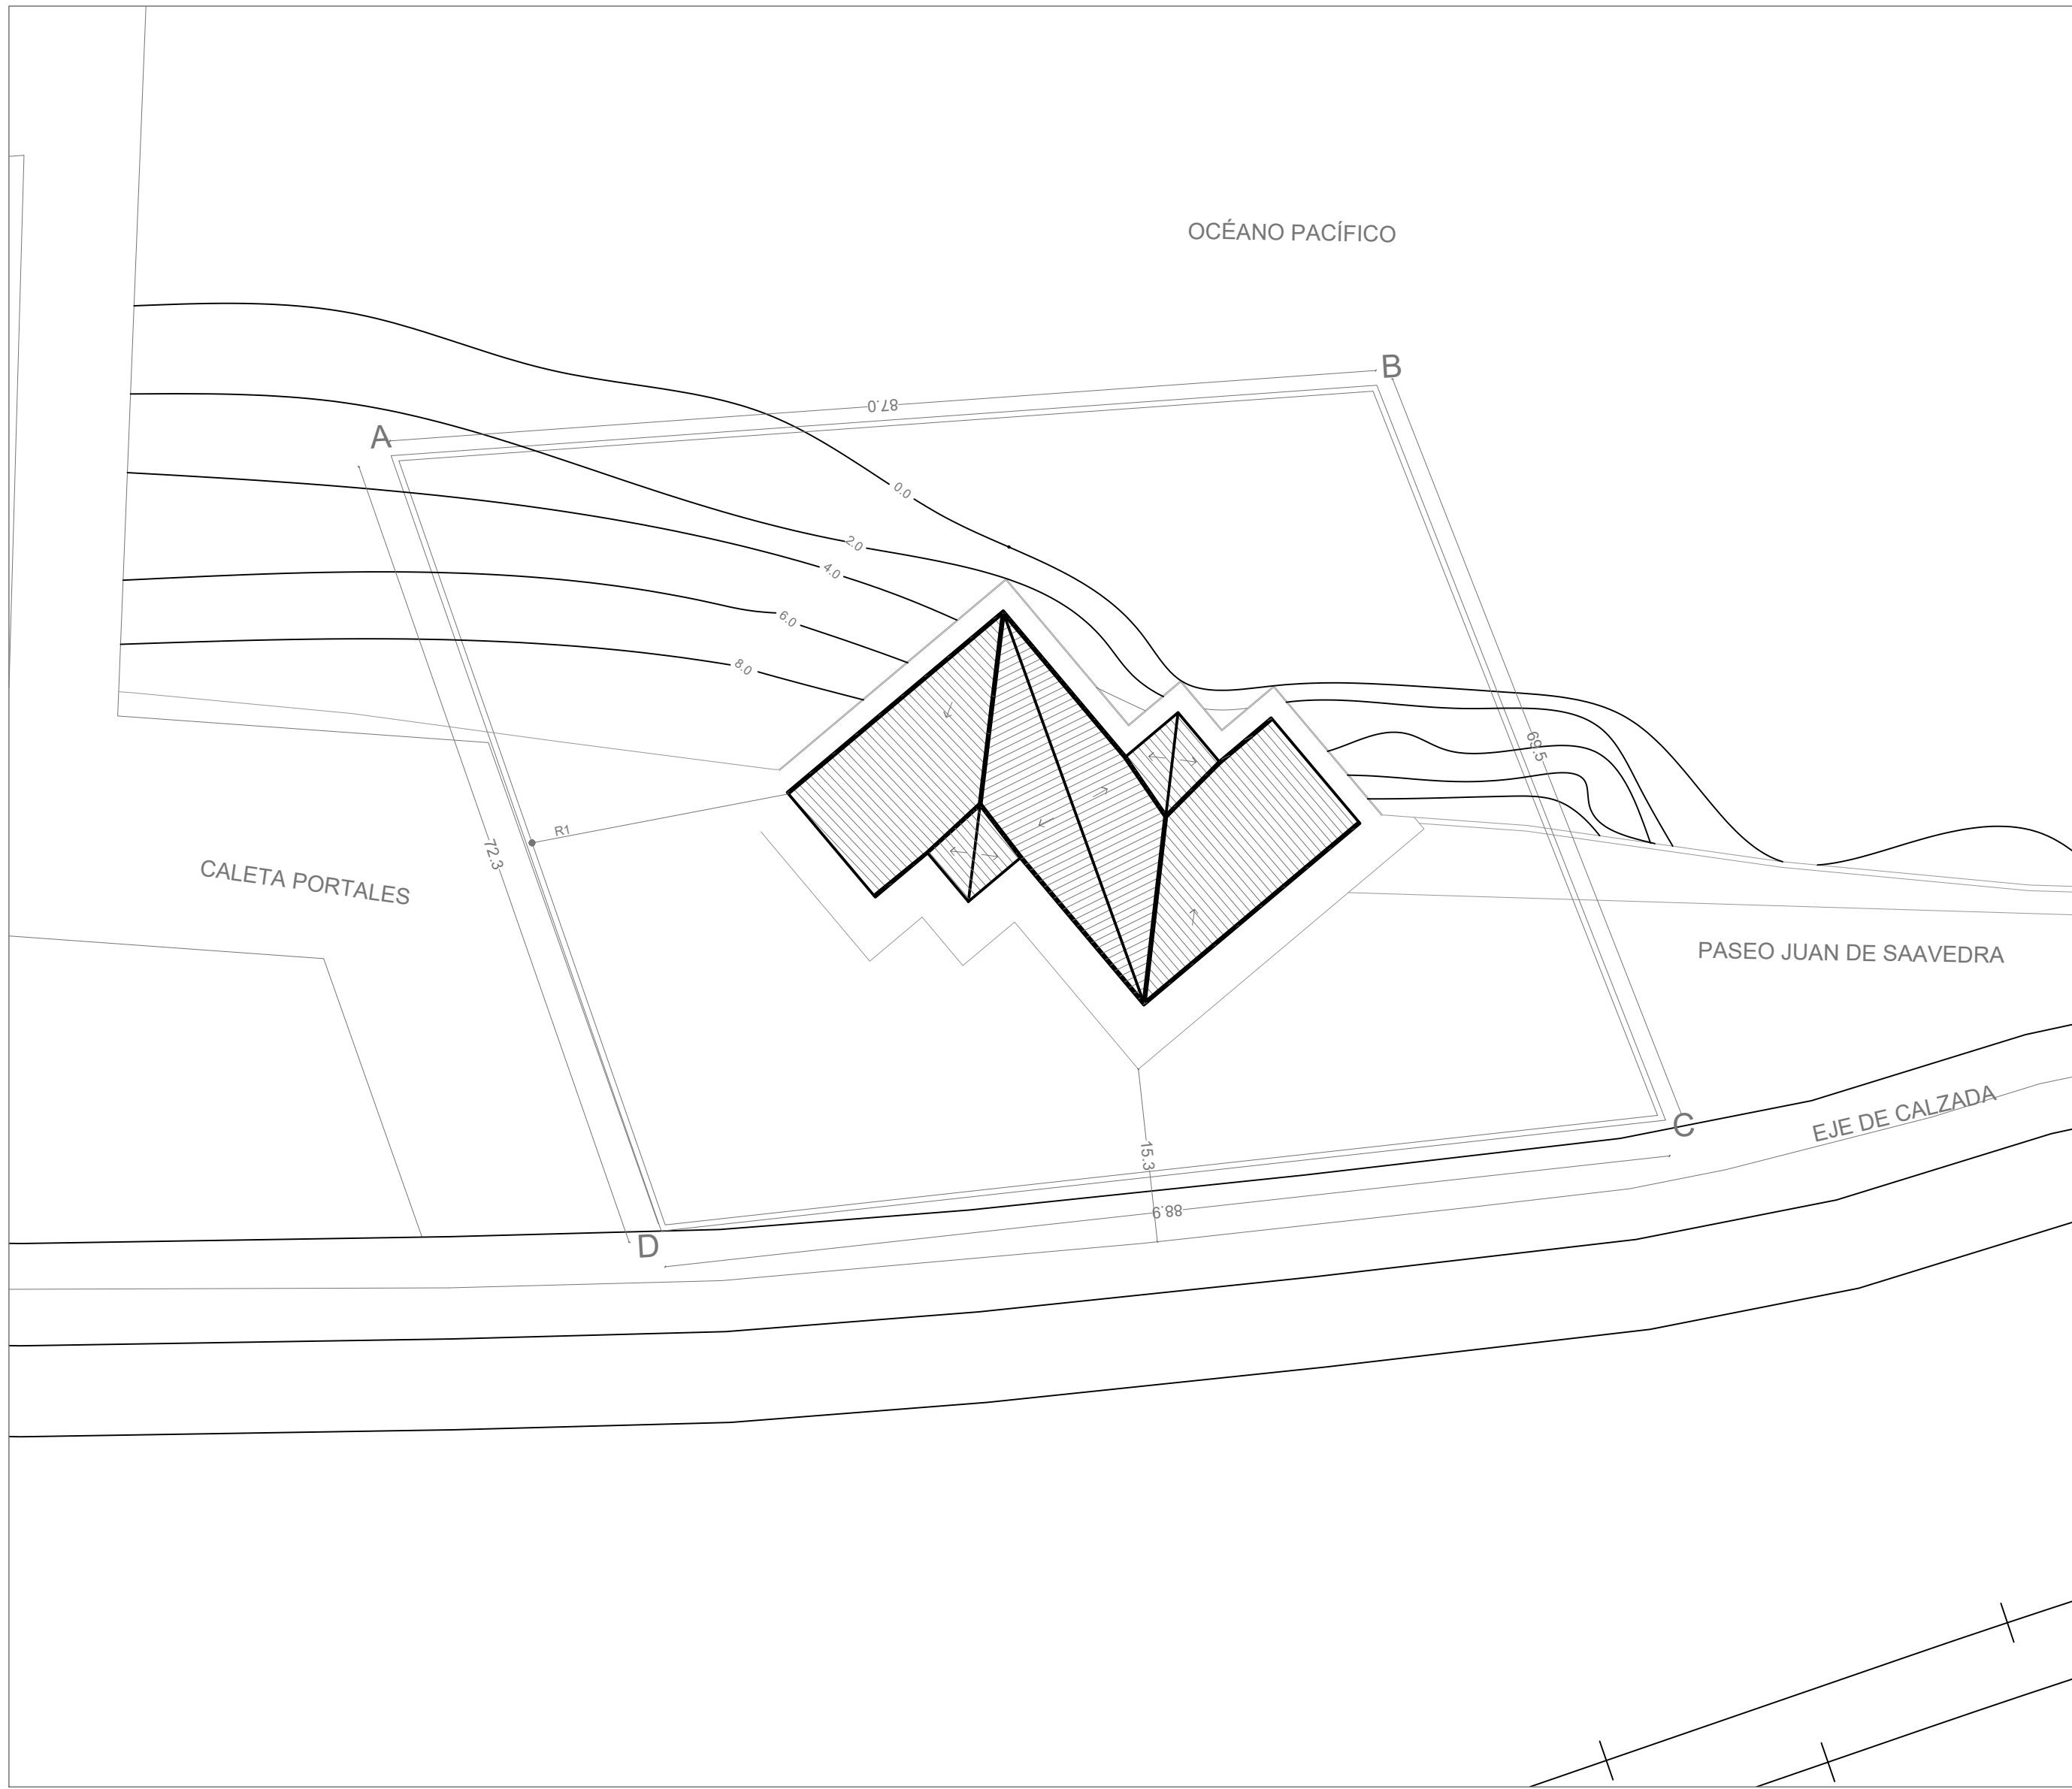 OCÉANO PACÍFICO
B
87.0
A
0.0
2.0
4.0
6.0
8.0
69.5
R1
72.3
CALETA PORTALES
PASEO JUAN DE SAAVEDRA
EJE DE CALZADA
C
15.3
88.9
D